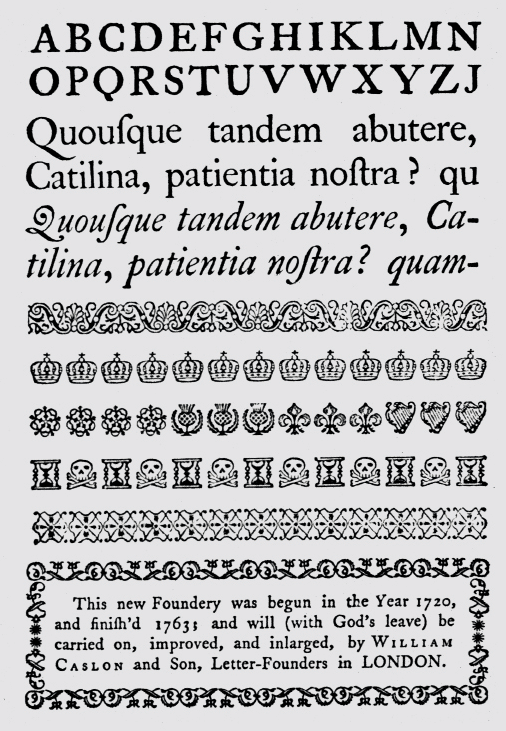 ABCDEFGHIKLMN
OPQRSTUVWXYZJ
Quouſque tandem abutere,
Catilina, patientia noſtra? qu
Quouſque tandem abutere, Ca-
tilina, patientia noſtra? quam-
This new Foundery was begun in the Year 1720,
and finiſh'd 1763; and will (with God's leave) be
carried on, improved, and inlarged, by WILLIAM
CASLON and Son, Letter-Founders in LONDON.